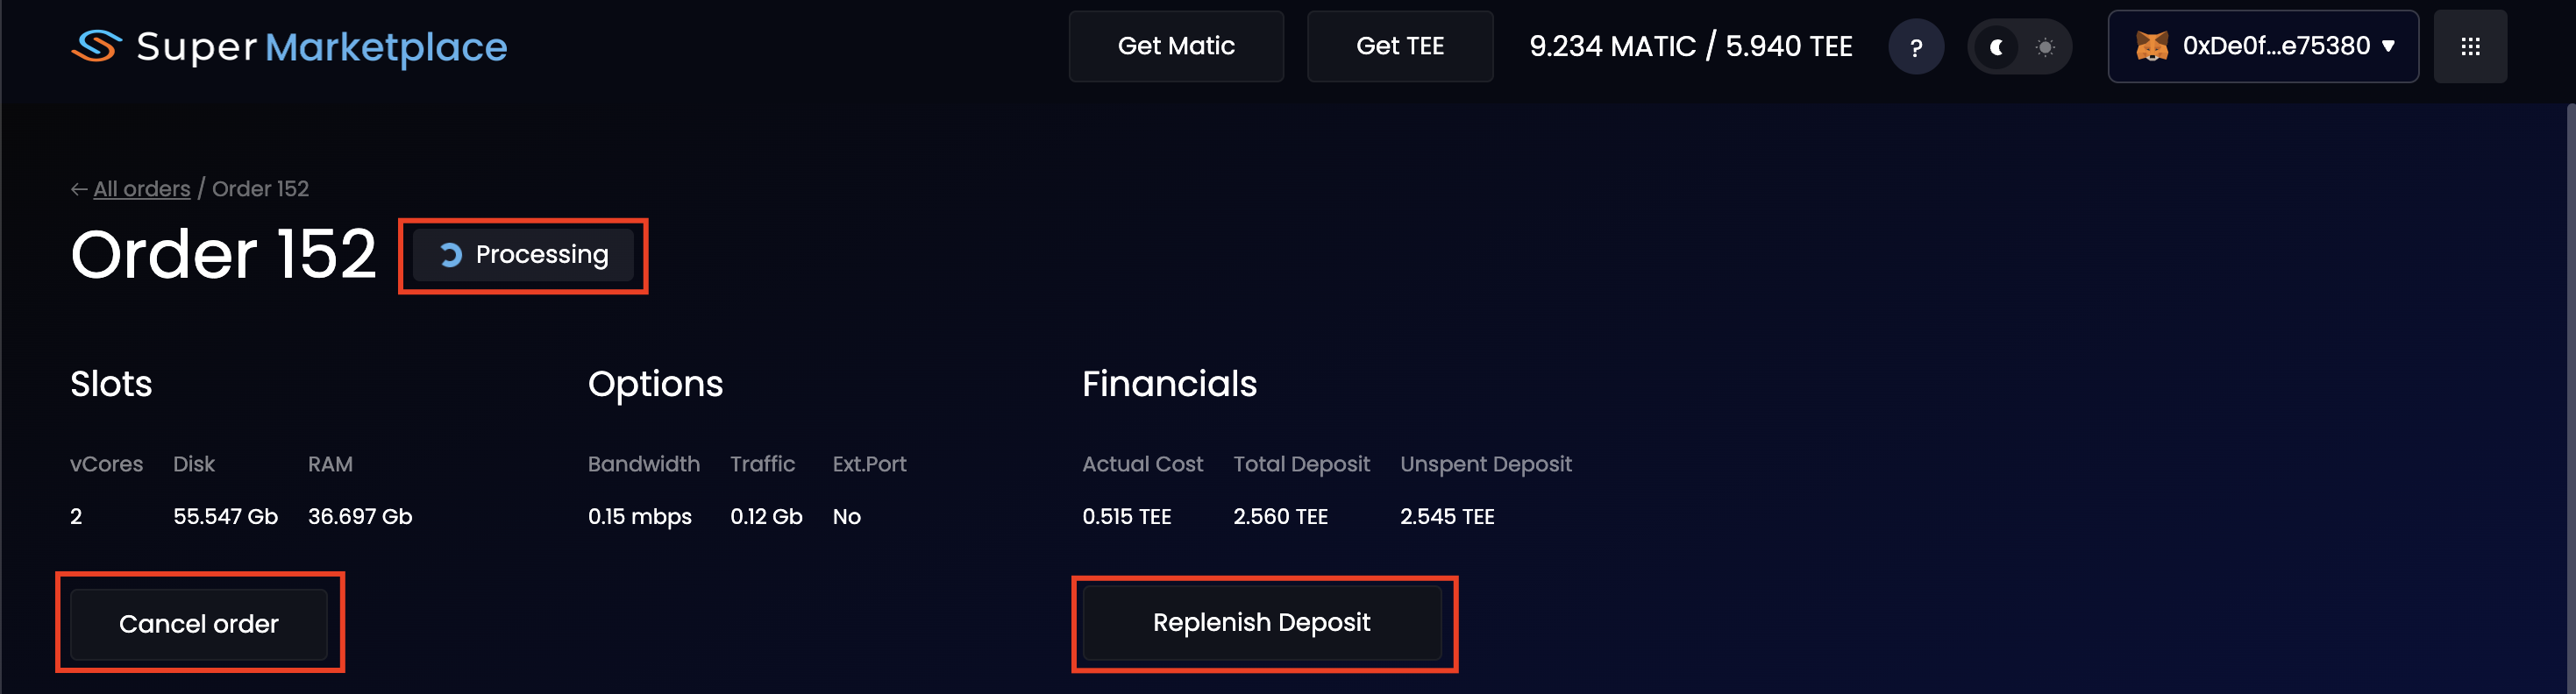 Super Marketplace
Get Matic
Get TEE
9.234 MATIC / 5.940 TEE
?
0xDe0f...e75380
← All orders / Order 152
Order 152
Processing
Slots
Options
Financials
vCores Disk RAM
Bandwidth Traffic Ext.Port
Actual Cost Total Deposit Unspent Deposit
2 55.547 Gb 36.697 Gb
0.15 mbps 0.12 Gb No
0.515 TEE 2.560 TEE 2.545 TEE
Cancel order
Replenish Deposit